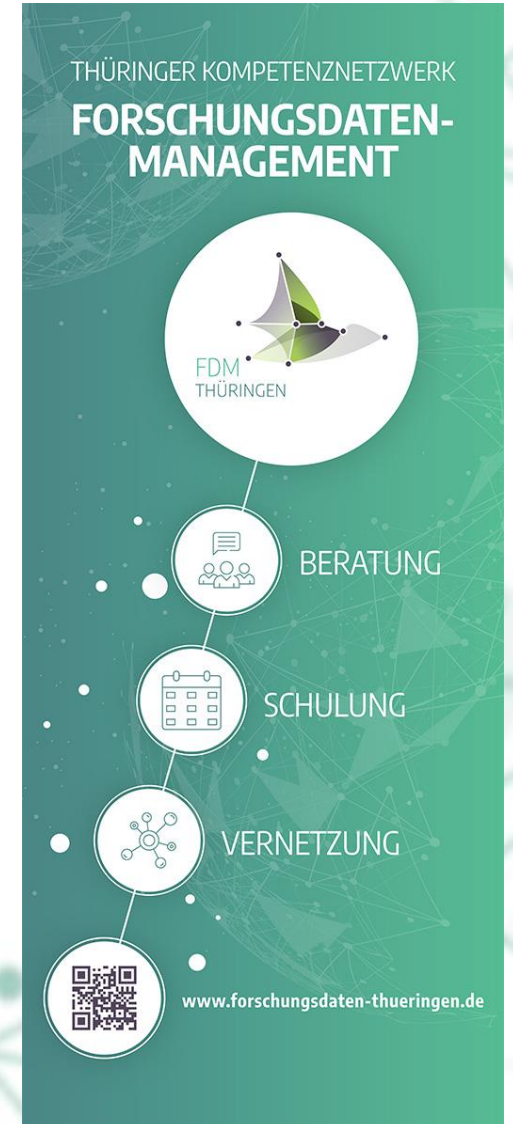 THÜRINGER KOMPETENZNETZWERK
FORSCHUNGSDATEN-
MANAGEMENT
FDM
THÜRINGEN
BERATUNG
SCHULUNG
VERNETZUNG
www.forschungsdaten-thueringen.de